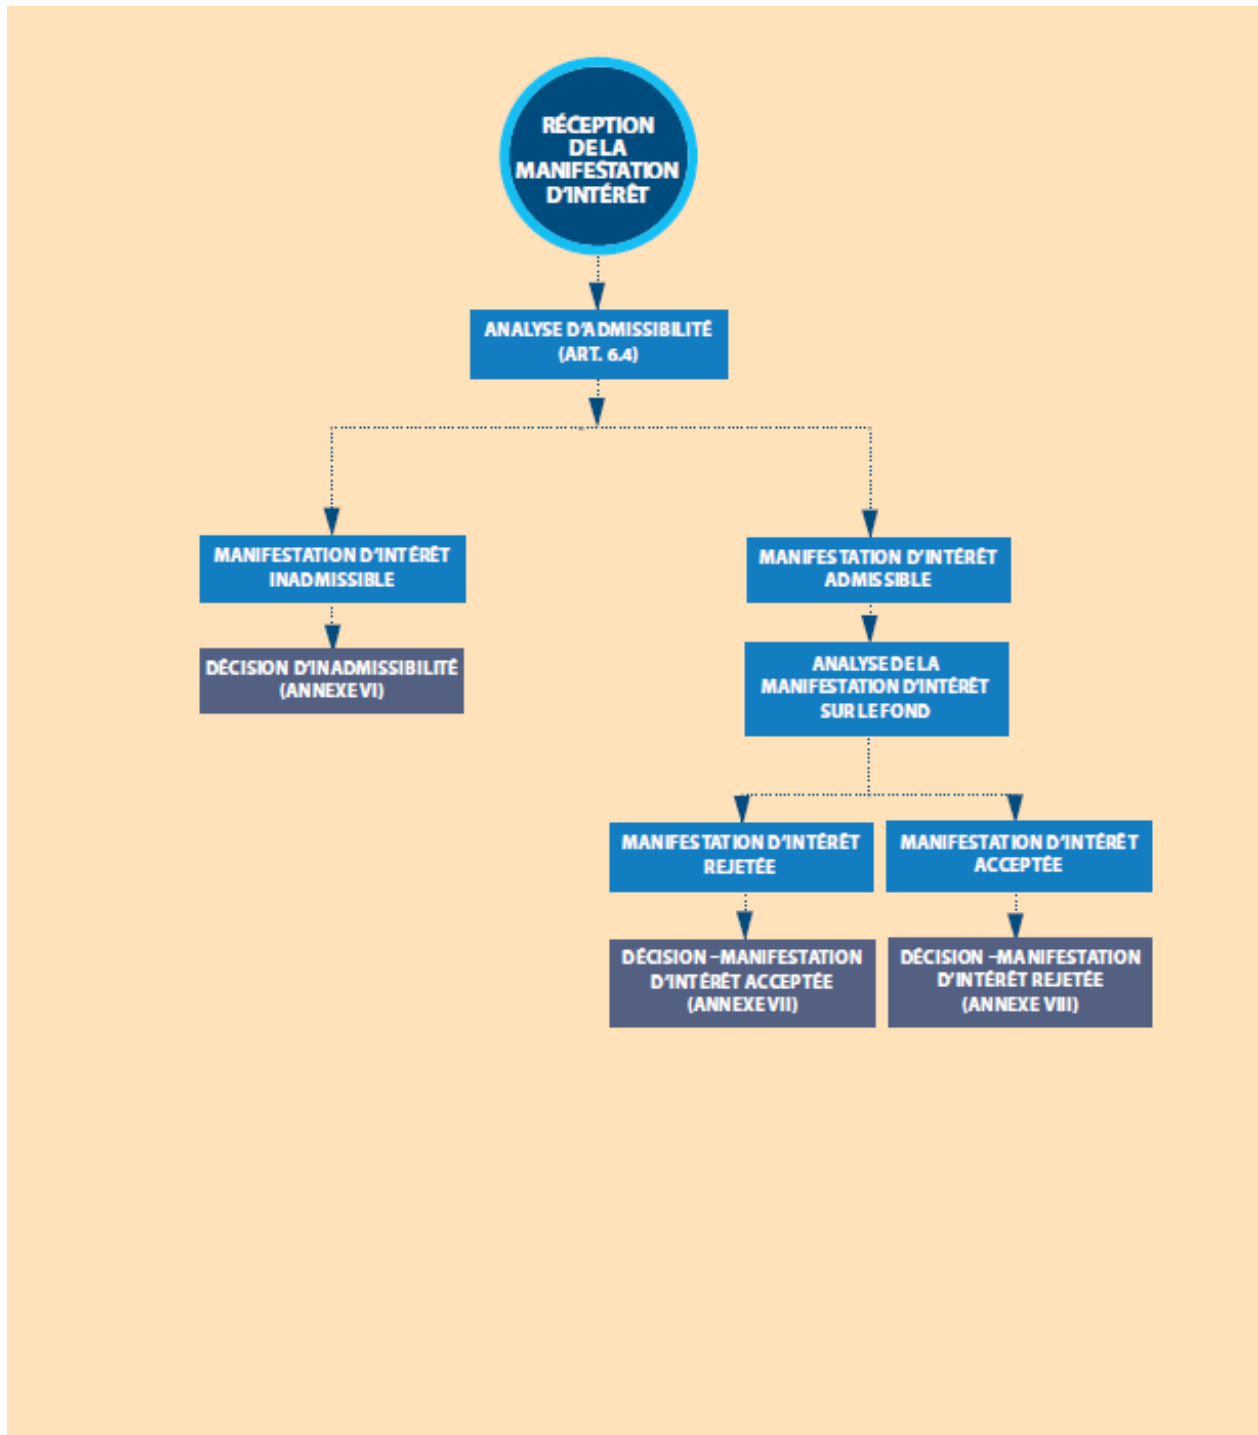 RÉCEPTION
DE LA
MANIFESTATION
D'INTÉRÊT
ANALYSE D'ADMISSIBILITÉ
(ART. 6.4)
MANIFESTATION D'INTÉRÊT
INADMISSIBLE
MANIFESTATION D'INTÉRÊT
ADMISSIBLE
DÉCISION D'INADMISSIBILITÉ
(ANNEXE VI)
ANALYSE DE LA
MANIFESTATION D'INTÉRÊT
SUR LE FOND
MANIFESTATION D'INTÉRÊT
REJETÉE
MANIFESTATION D'INTÉRÊT
ACCEPTÉE
DÉCISION –MANIFESTATION
D'INTÉRÊT ACCEPTÉE
(ANNEXE VII)
DÉCISION –MANIFESTATION
D'INTÉRÊT REJETÉE
(ANNEXE VIII)